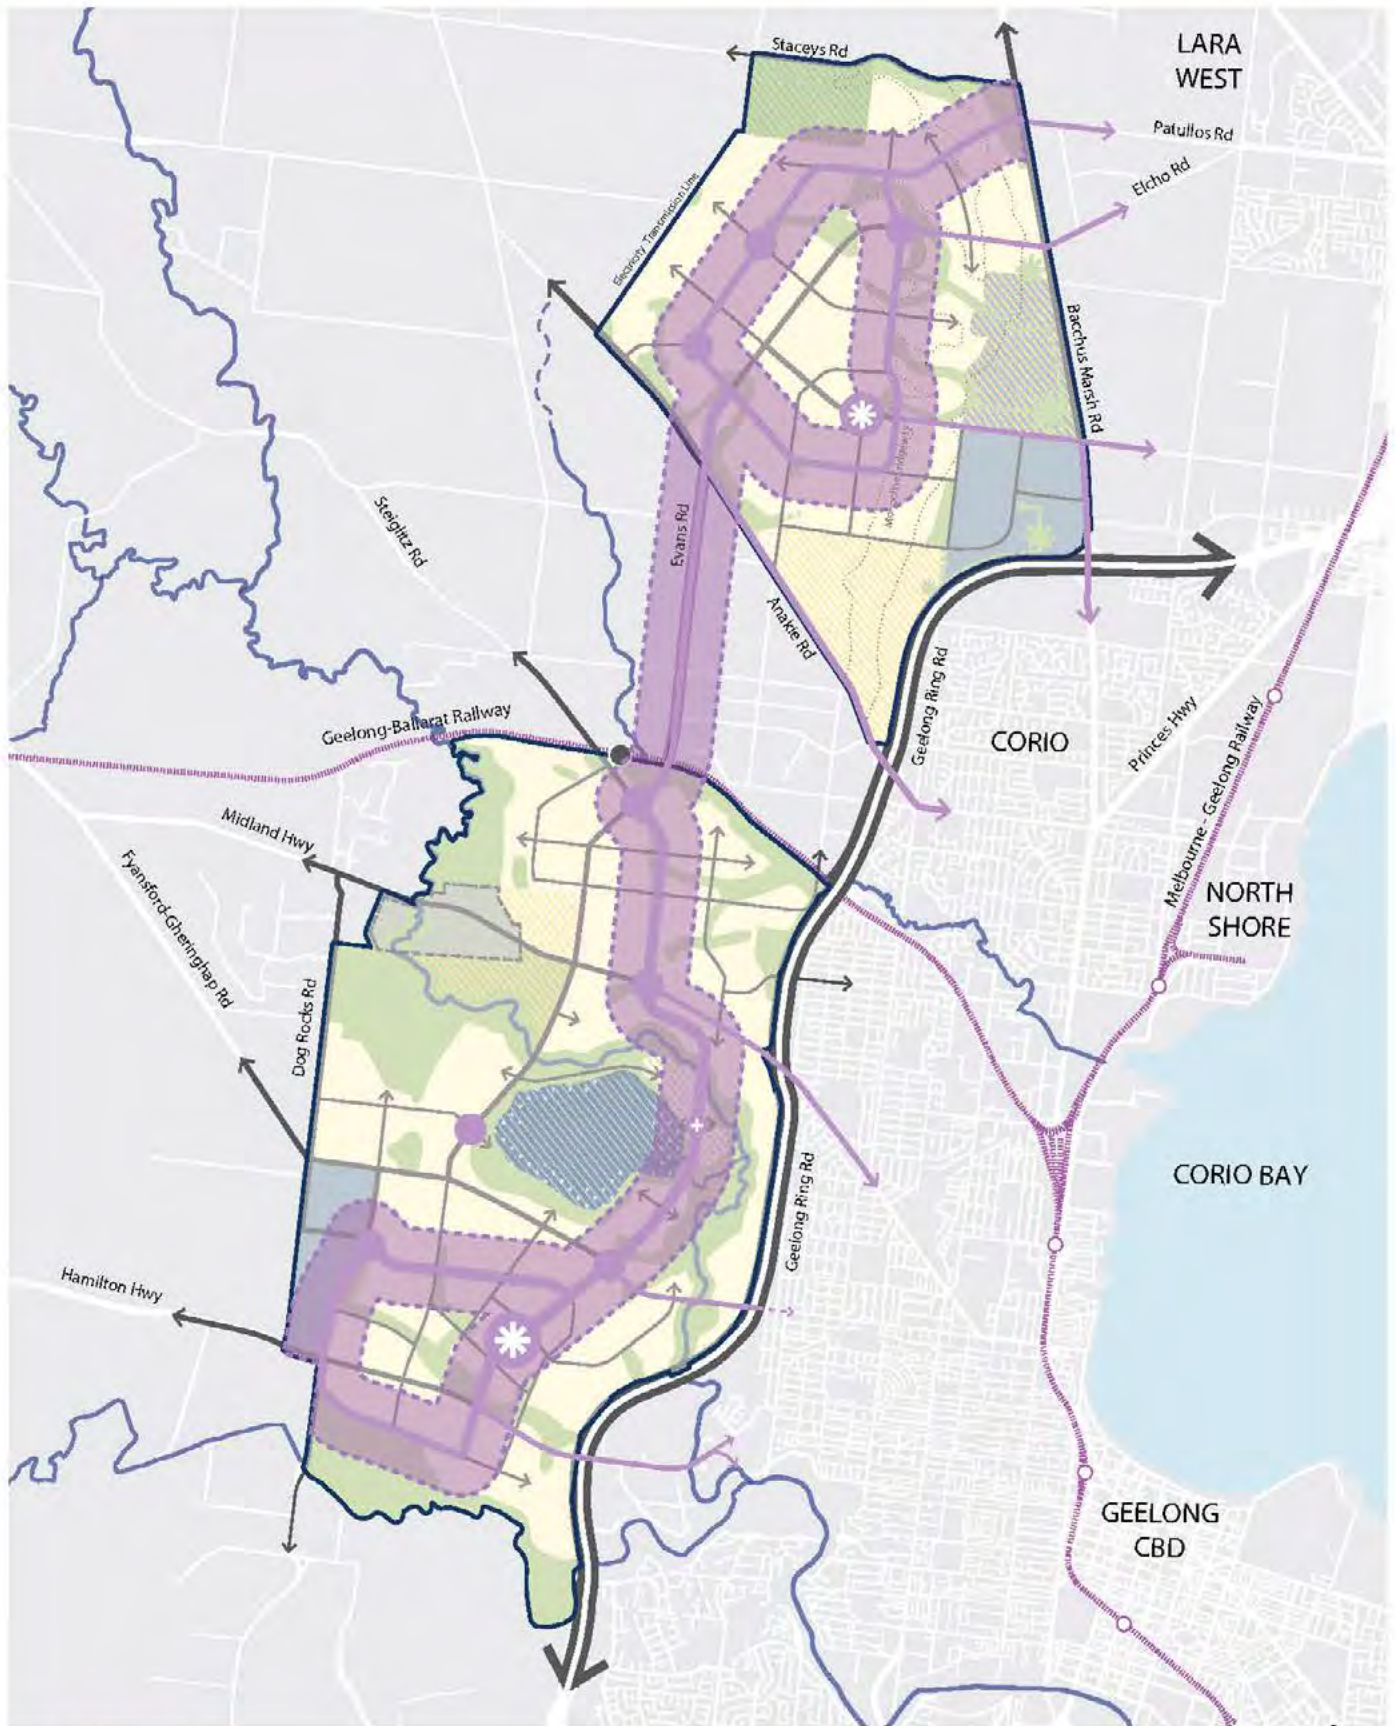 Staceys Rd
LARA
WEST
Patullos Rd
Elcho Rd
Electricity Transmission Line
Bacchus Marsh Rd
Steiglitz Rd
Evans Rd
Anakie Rd
Geelong Ring Rd
CORIO
Princes Hwy
Geelong-Ballarat Railway
Melbourne - Geelong Railway
Midland Hwy
Fyansford-Gheringhap Rd
NORTH
SHORE
Dog Rocks Rd
CORIO BAY
Geelong Ring Rd
Hamilton Hwy
GEELONG
CBD